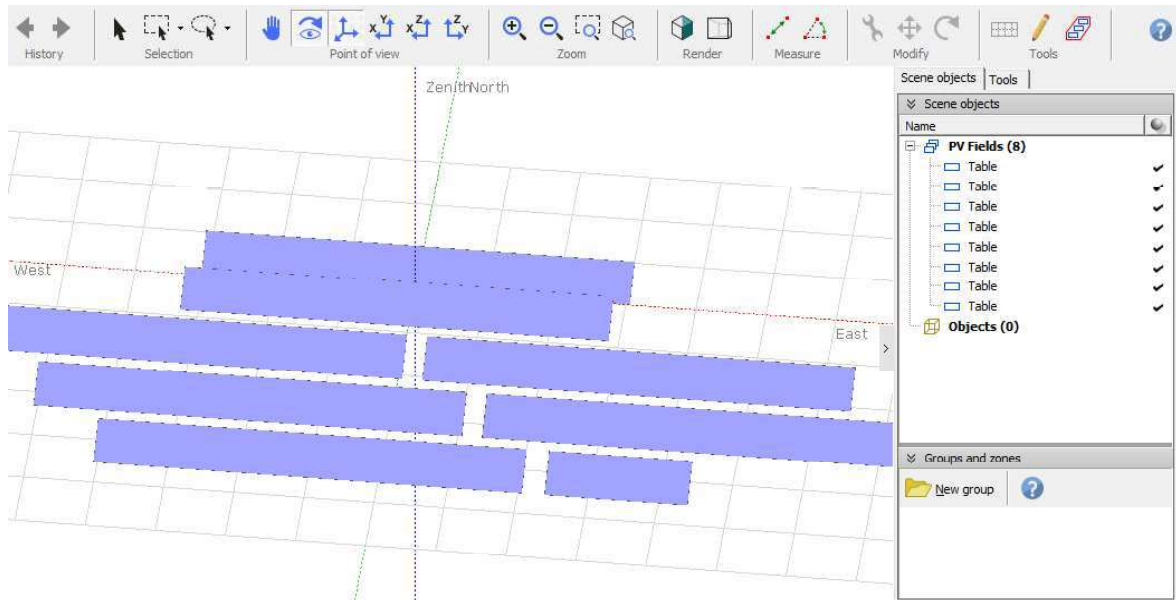 History
Selection
Point of view
Zoom
Render
Measure
Modify
Tools
Scene objects Tools
Scene objects
Name
PV Fields (8)
Table
Table
Table
Table
Table
Table
Table
Table
Objects (0)
Groups and zones
New group
ZenithNorth
West
East